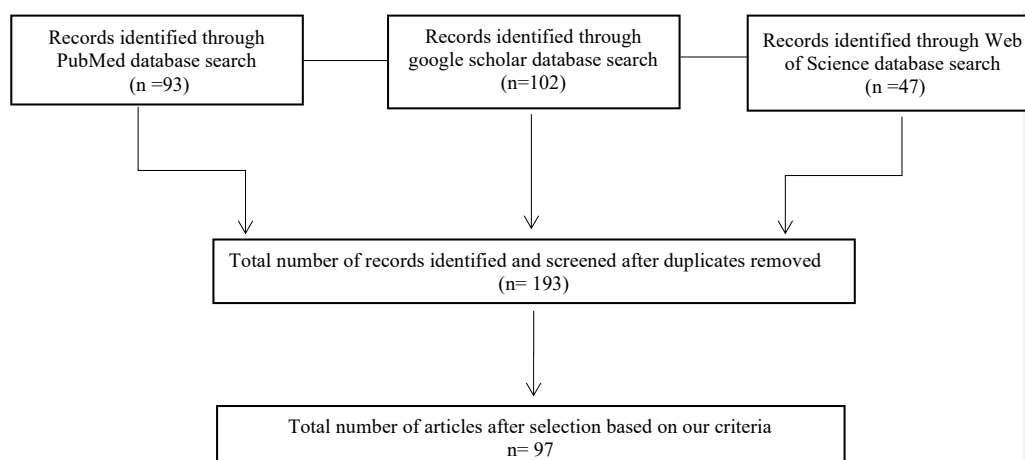 Records identified through
PubMed database search
(n =93)
Records identified through
google scholar database search
(n=102)
Records identified through Web
of Science database search
(n =47)
Total number of records identified and screened after duplicates removed
(n= 193)
Total number of articles after selection based on our criteria
n= 97